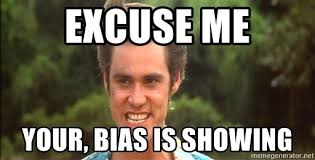 EXCUSE ME
YOUR, BIAS IS SHOWING
memegenerator.net